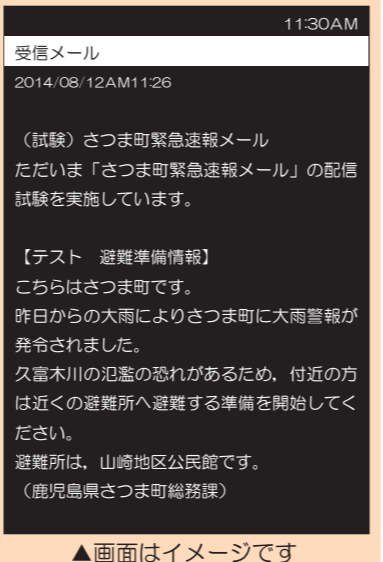 11:30AM
受信メール
2014/08/12AM11:26
（試験）さつま町緊急速報メール
ただいま「さつま町緊急速報メール」の配信
試験を実施しています。
【テスト　避難準備情報】
こちらはさつま町です。
昨日からの大雨によりさつま町に大雨警報が
発令されました。
久富木川の氾濫の恐れがあるため，付近の方
は近くの避難所へ避難する準備を開始してく
ださい。
避難所は，山崎地区公民館です。
（鹿児島県さつま町総務課）
▲画面はイメージです